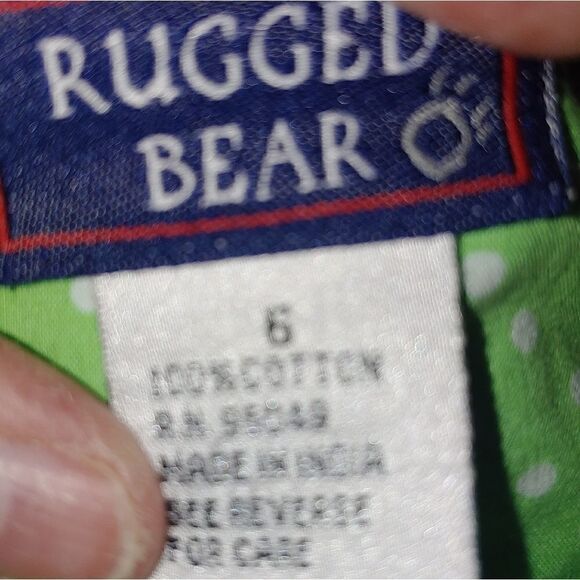 RUGGED
BEAR
6
100% COTTON
R.N. 95049
MADE IN INDIA
SEE REVERSE
FOR CARE